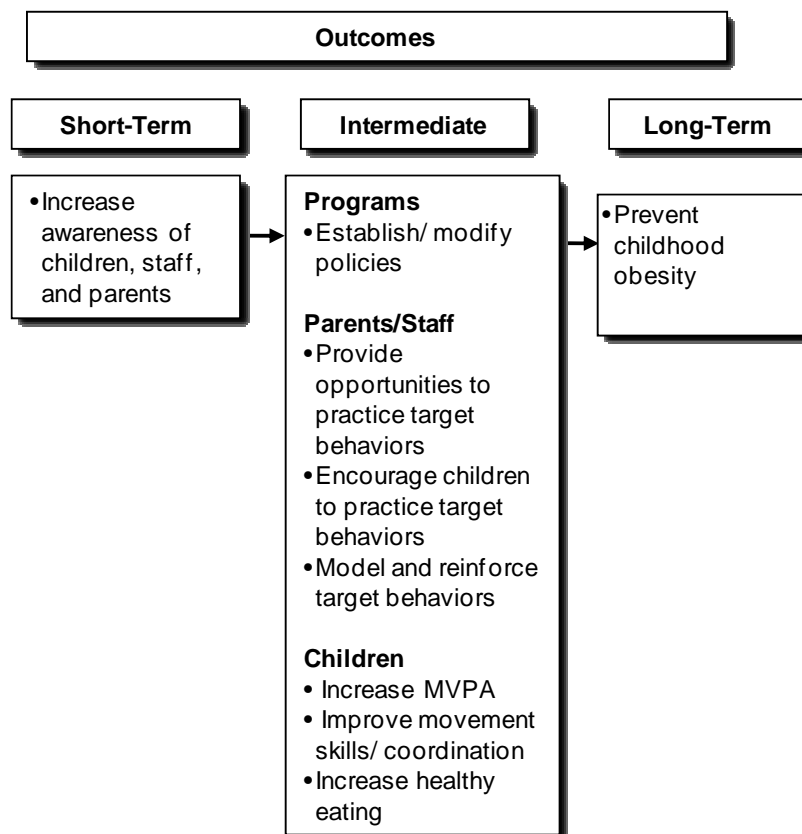 Outcomes
Short-Term
Intermediate
Long-Term
•Increase
awareness of
children, staff,
and parents
Programs
•Establish/ modify
policies
Parents/Staff
•Provide
opportunities to
practice target
behaviors
•Encourage children
to practice target
behaviors
•Model and reinforce
target behaviors
Children
• Increase MVPA
• Improve movement
skills/ coordination
•Increase healthy
eating
•Prevent
childhood
obesity